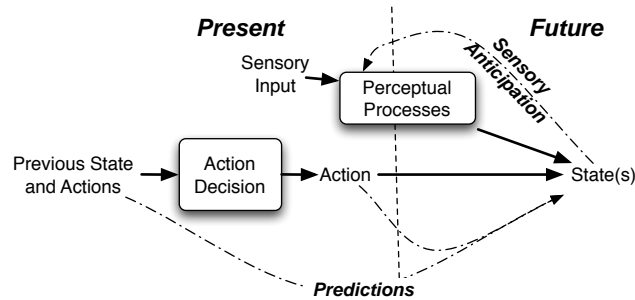 Present
Future
Sensory
Input
Perceptual
Processes
Sensory
Anticipation
Previous State
and Actions
Action
Decision
Action
State(s)
Predictions